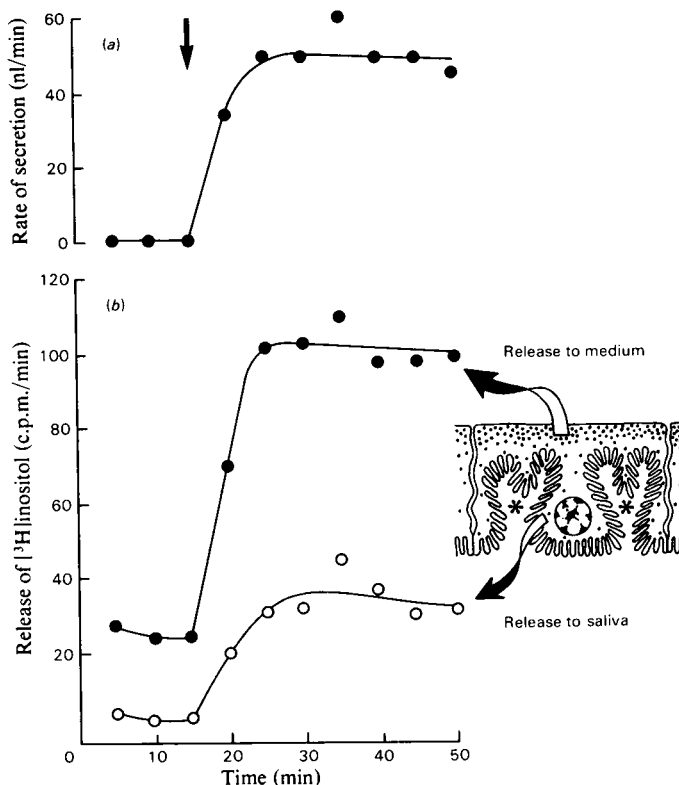 (a)
Rate of secretion (nl/min)
60
40
20
0
(b)
Release of [³H]inositol (c.p.m./min)
120
100
80
60
40
20
0
10
20
30
40
50
Time (min)
Release to medium
*
*
Release to saliva